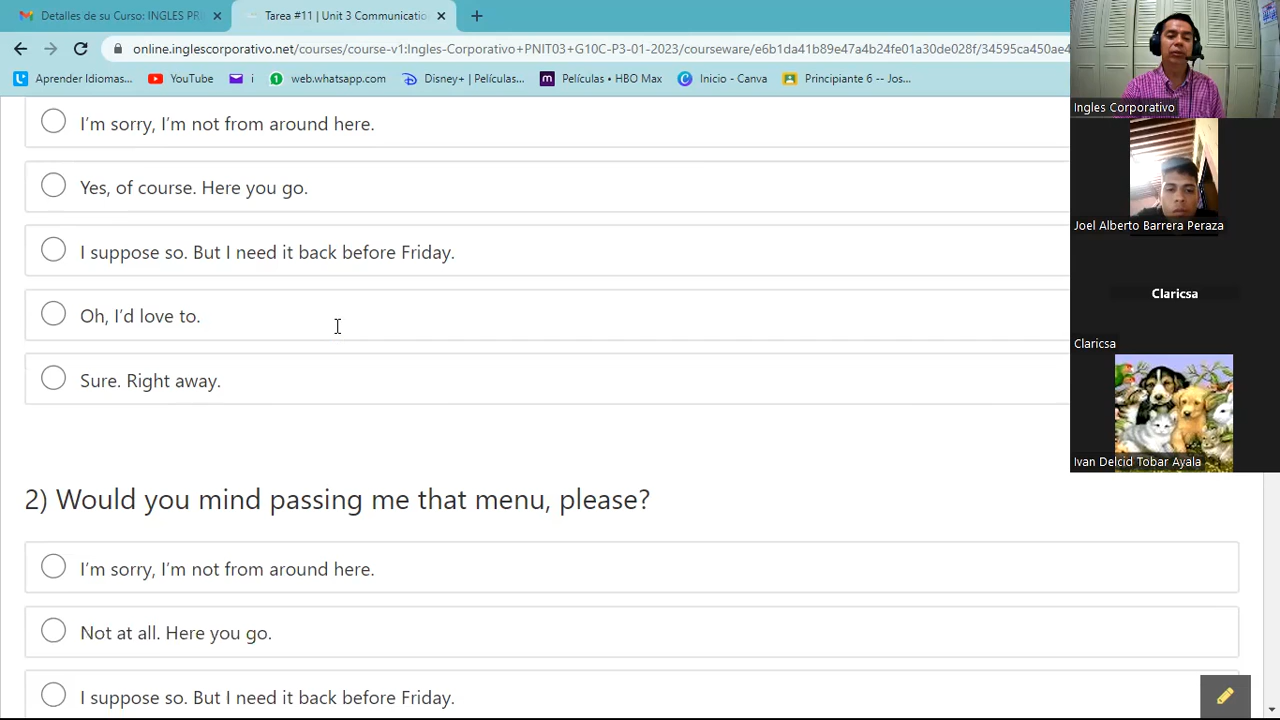 Detalles de su Curso: INGLES PRI
Tarea #11 | Unit 3 Communicatio
online.inglescorporativo.net/courses/course-v1:Ingles-Corporativo+PNIT03+G10C-P3-01-2023/courseware/e6b1da41b89e47a4b24fe01a30de028f/34595ca450ae4
Aprender Idiomas...
YouTube
i
web.whatsapp.com
Disney+ | Películas...
Películas • HBO Max
Inicio - Canva
Principiante 6 -- Jos...
I'm sorry, I'm not from around here.
Yes, of course. Here you go.
I suppose so. But I need it back before Friday.
Oh, I'd love to.
Sure. Right away.
2) Would you mind passing me that menu, please?
I'm sorry, I'm not from around here.
Not at all. Here you go.
I suppose so. But I need it back before Friday.
Ingles Corporativo
Joel Alberto Barrera Peraza
Claricsa
Claricsa
Ivan Delcid Tobar Ayala